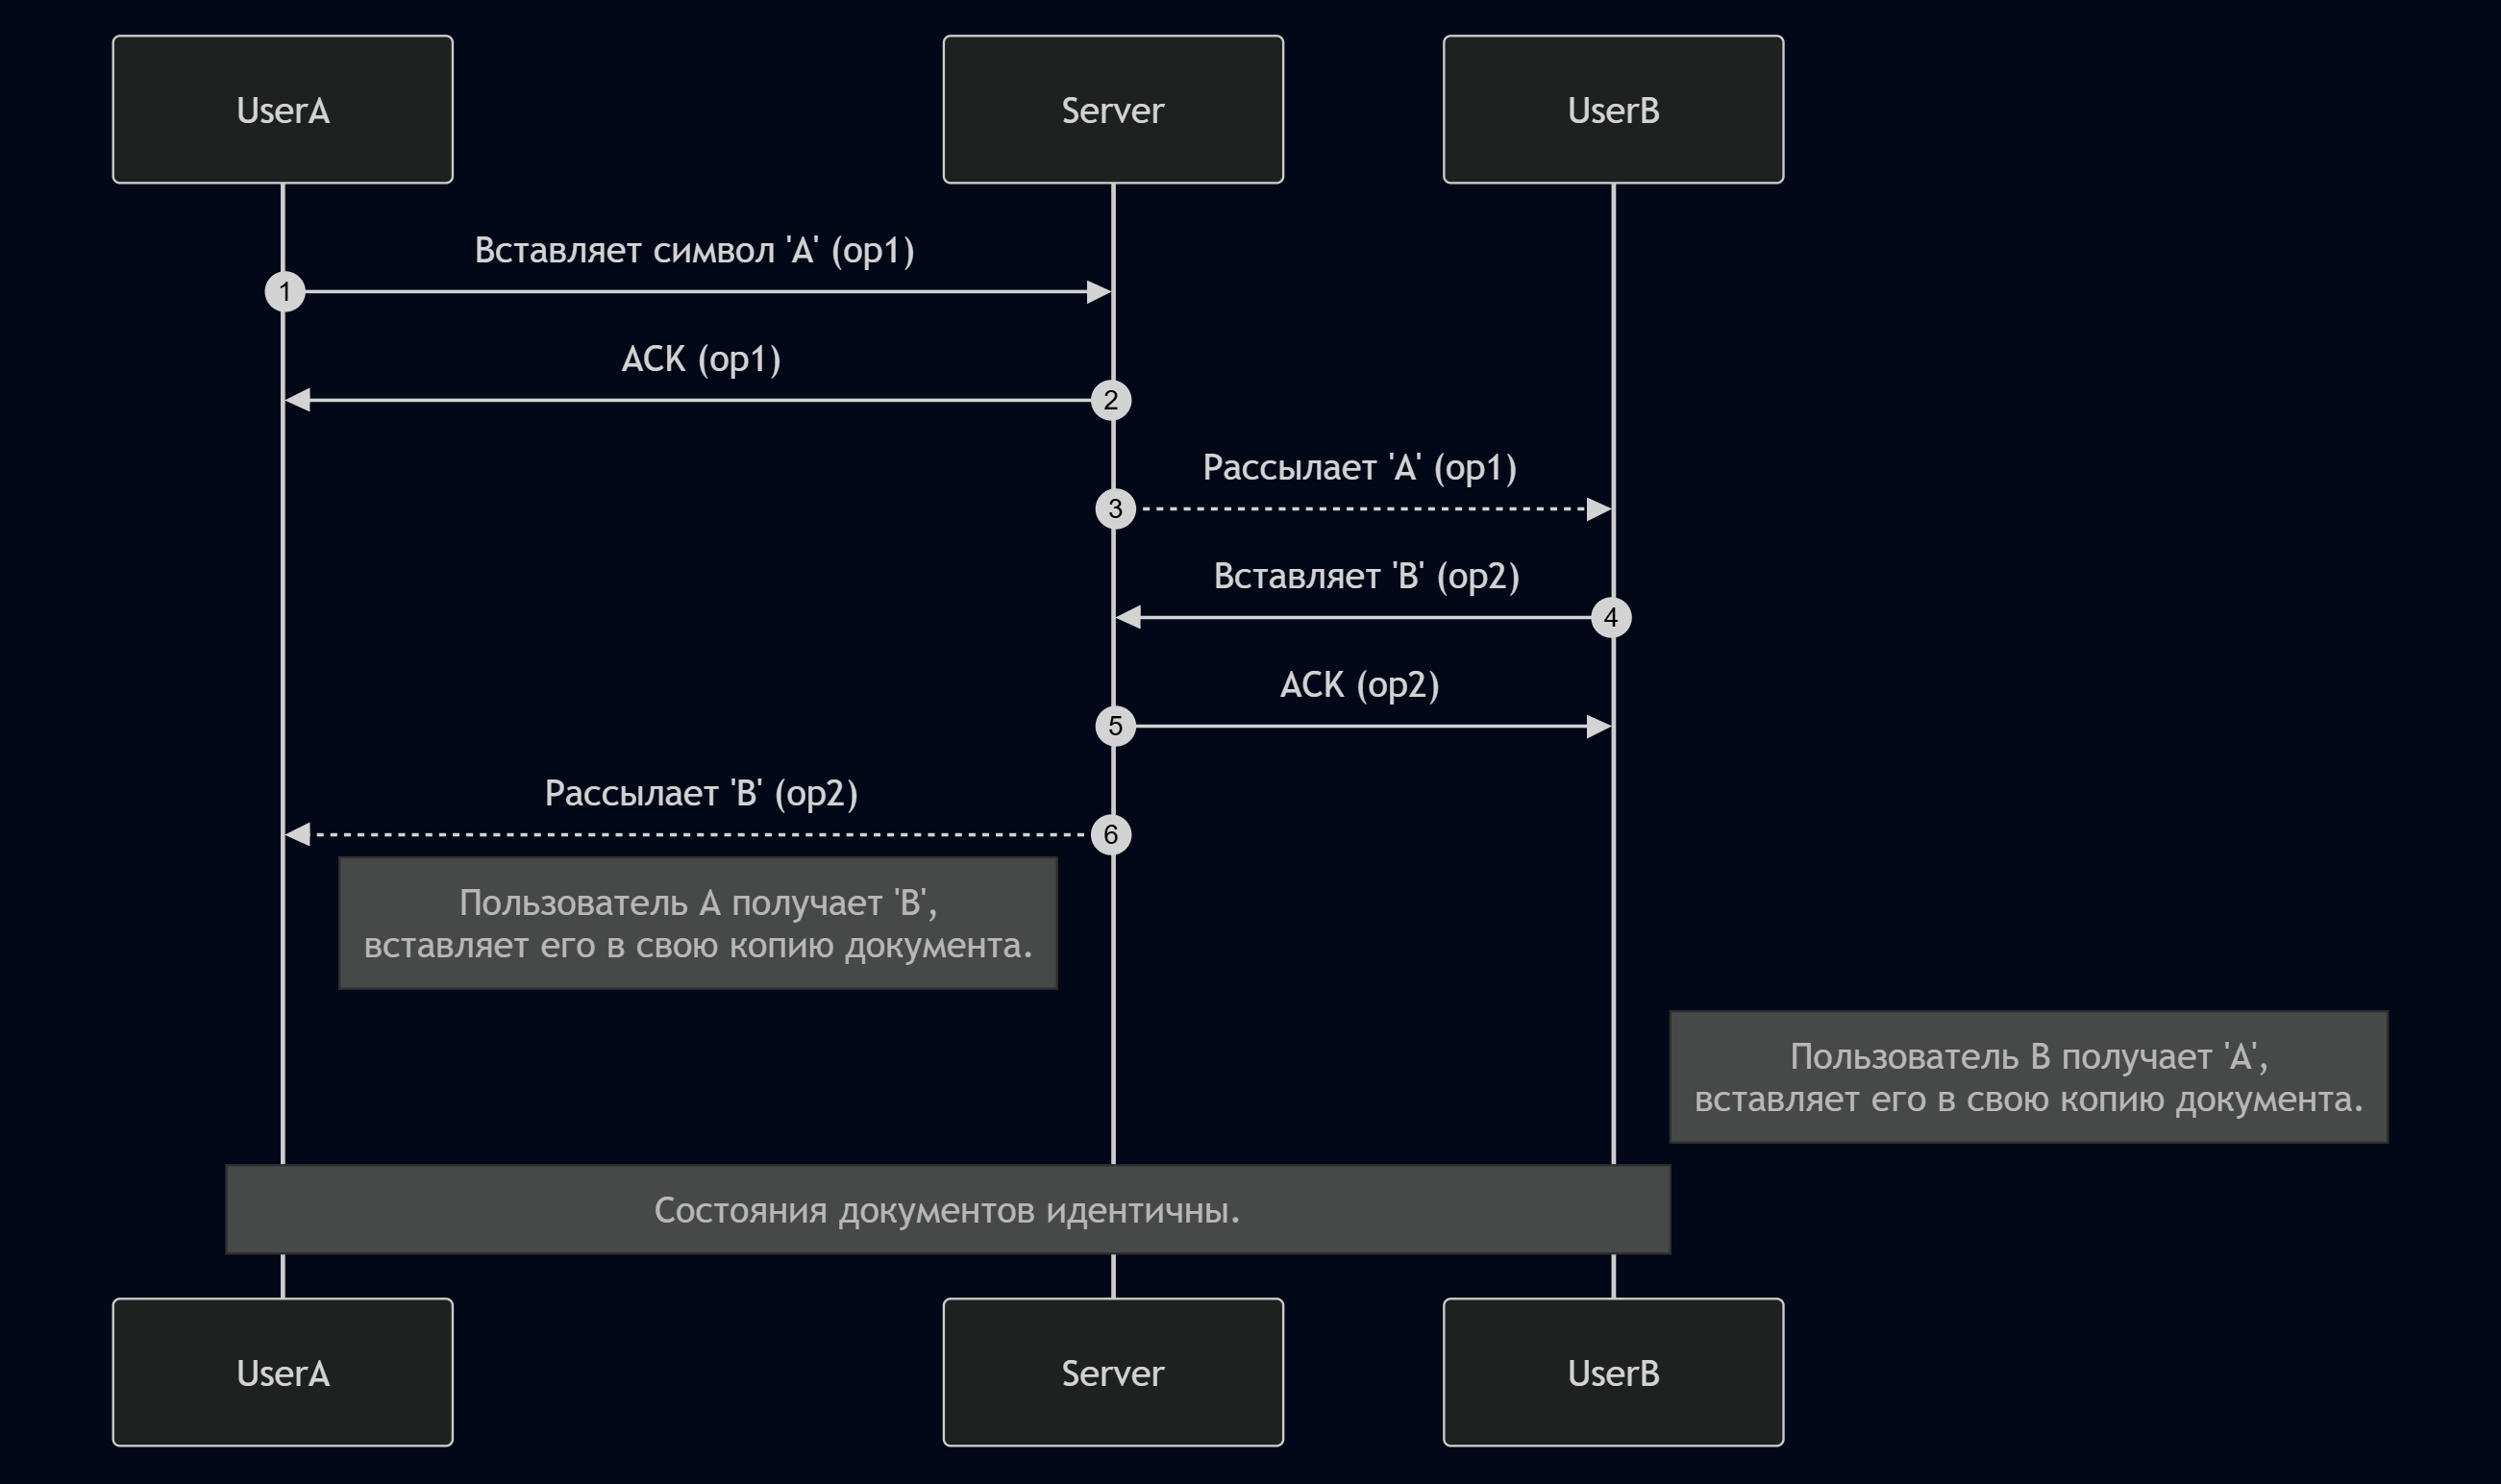 UserA
Server
UserB
Вставляет символ 'A' (op1)
1
ACK (op1)
2
Рассылает 'A' (op1)
3
Вставляет 'B' (op2)
4
ACK (op2)
5
Рассылает 'B' (op2)
6
Пользователь A получает 'B',
вставляет его в свою копию документа.
Пользователь B получает 'A',
вставляет его в свою копию документа.
Состояния документов идентичны.
UserA
Server
UserB